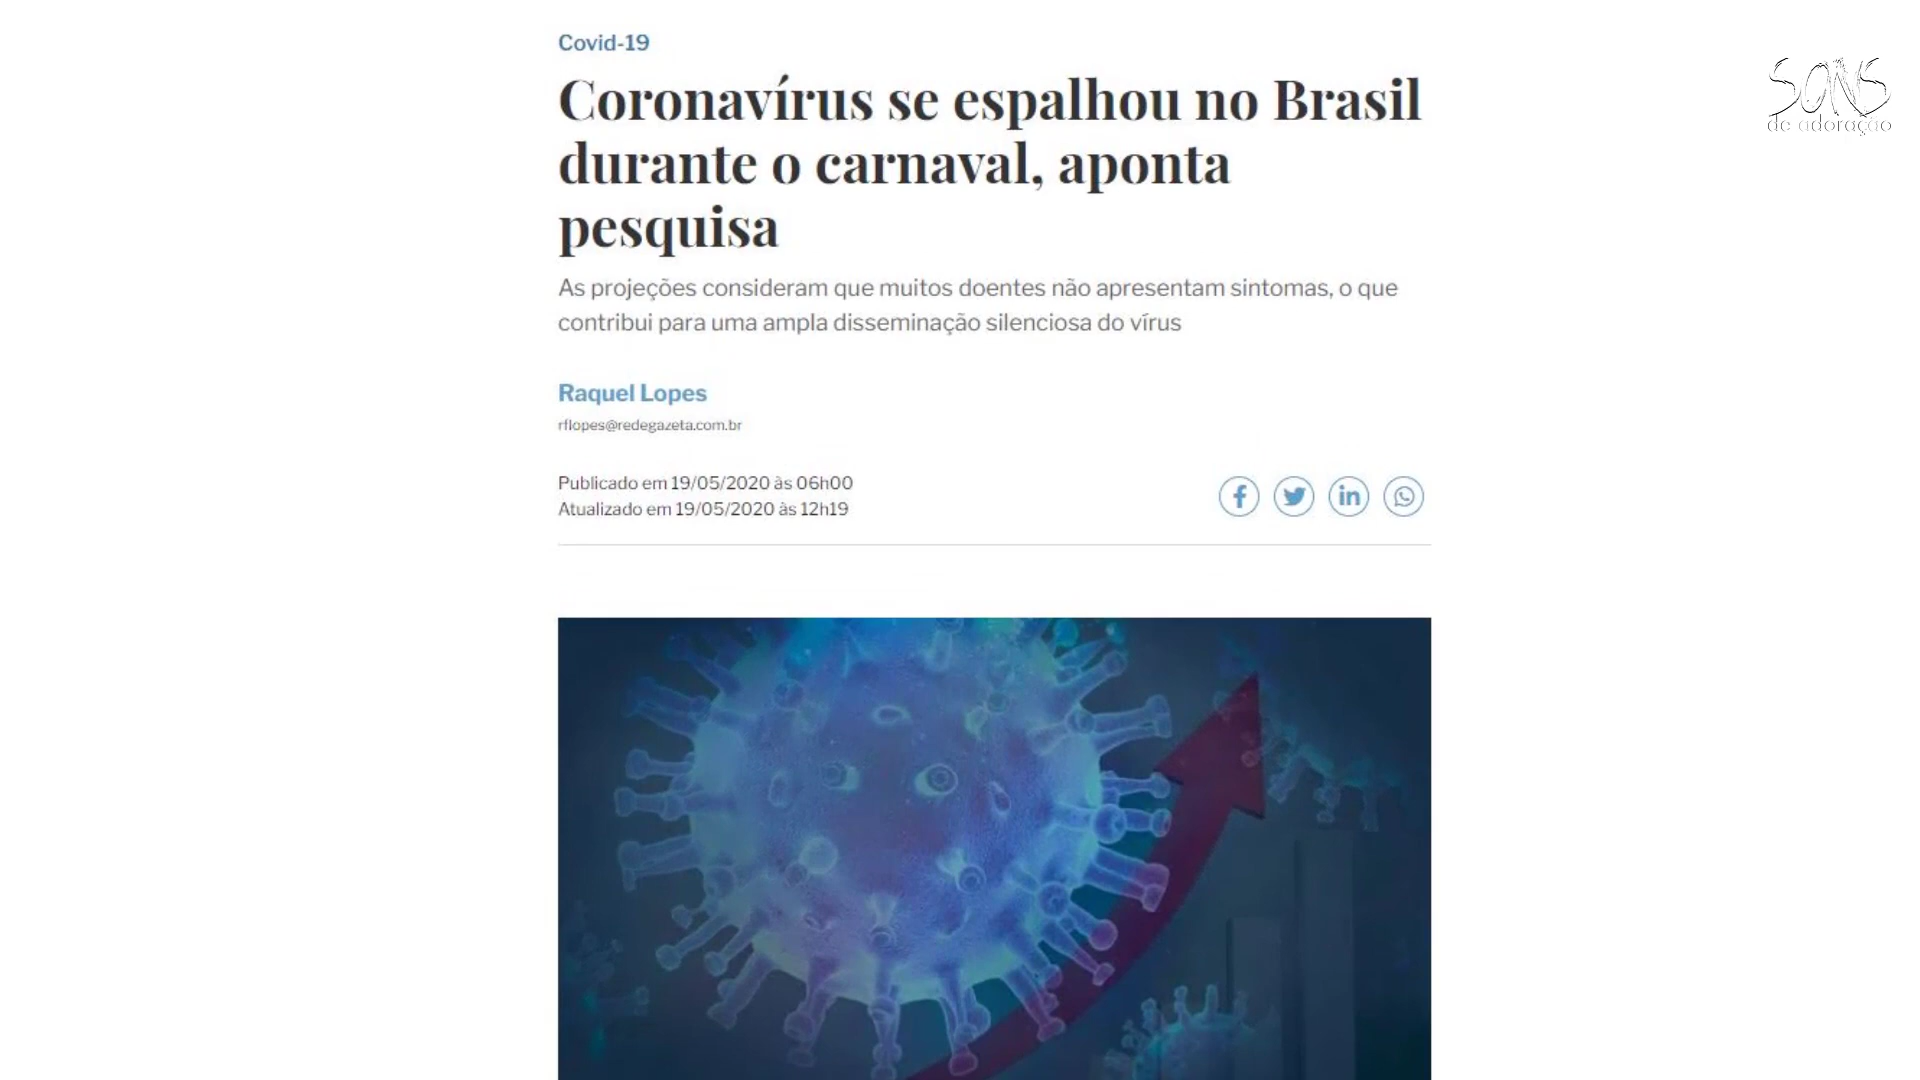 Covid-19
Coronavírus se espalhou no Brasil
durante o carnaval, aponta
pesquisa
As projeções consideram que muitos doentes não apresentam sintomas, o que
contribui para uma ampla disseminação silenciosa do vírus
Raquel Lopes
rflopes@redegazeta.com.br
Publicado em 19/05/2020 às 06h00
Atualizado em 19/05/2020 às 12h19
SONS
de adoração